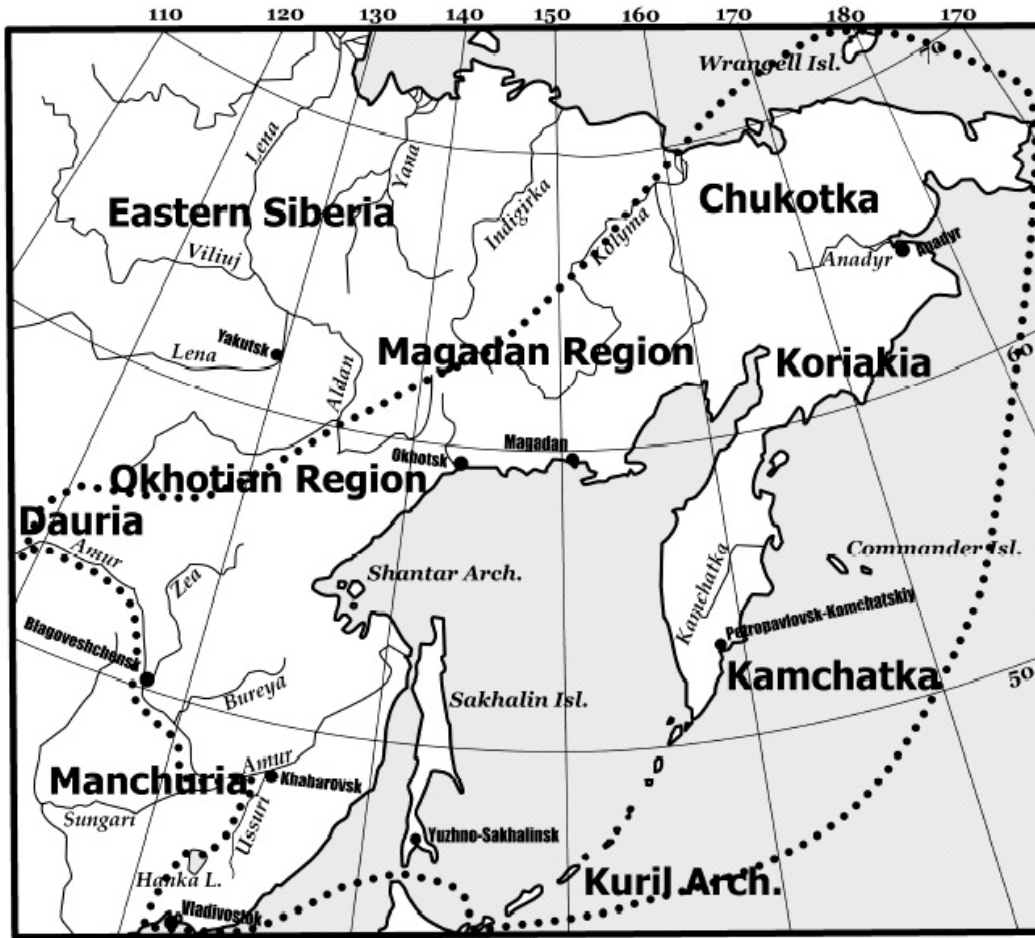 110 120 130 140 150 160 170 180 170
70
Wrangell Isl.
Lena
Yana
Indigirka
Kolyma
Chukotka
Eastern Siberia
Viliuj
Anadyr
Anadyr
Yakutsk
Lena
Aldan
Magadan Region
Koriakia
60
Okhotsk
Magadan
Okhotian Region
Dauria
Amur
Zea
Shantar Arch.
Commander Isl.
Kamchatka
Blagoveshchensk
Petropavlovsk-Komchatskiy
Bureya
Sakhalin Isl.
Kamchatka
50
Manchuria
Amur
Khabarovsk
Sungari
Ussuri
Yuzhno-Sakhalinsk
Hanka L.
Kuril Arch.
Vladivostok